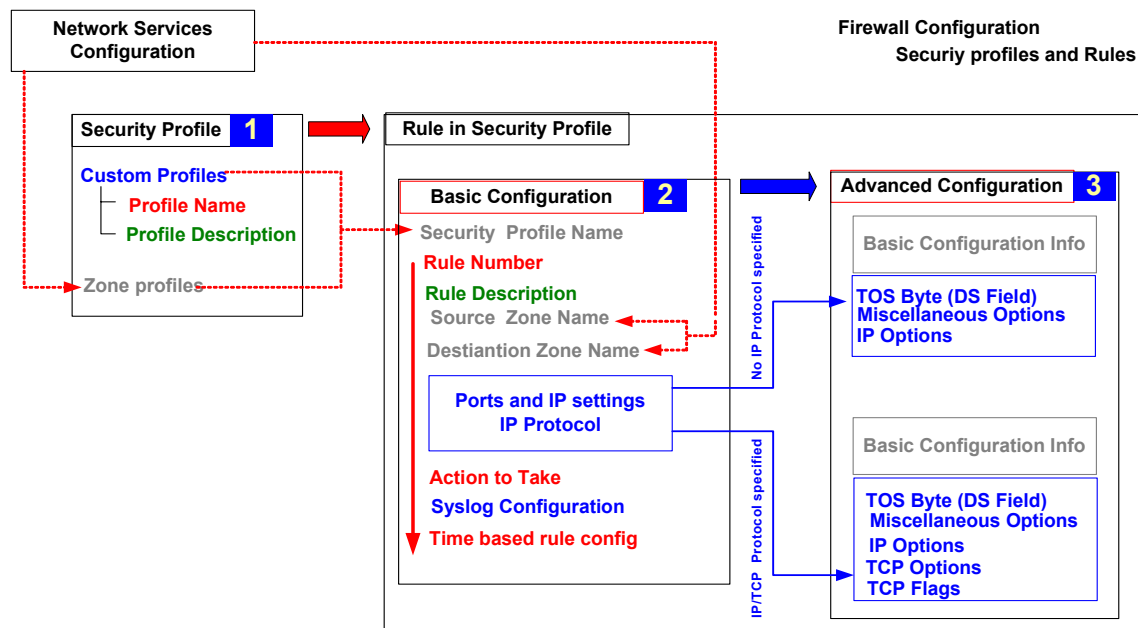 Network Services
Configuration
Firewall Configuration
Securiy profiles and Rules
Security Profile 1
Custom Profiles
Profile Name
Profile Description
Zone profiles
Rule in Security Profile
Basic Configuration 2
Security Profile Name
Rule Number
Rule Description
Source Zone Name
Destiantion Zone Name
Ports and IP settings
IP Protocol
Action to Take
Syslog Configuration
Time based rule config
No IP Protocol specified
IP/TCP Protocol specified
Advanced Configuration 3
Basic Configuration Info
TOS Byte (DS Field)
Miscellaneous Options
IP Options
Basic Configuration Info
TOS Byte (DS Field)
Miscellaneous Options
IP Options
TCP Options
TCP Flags